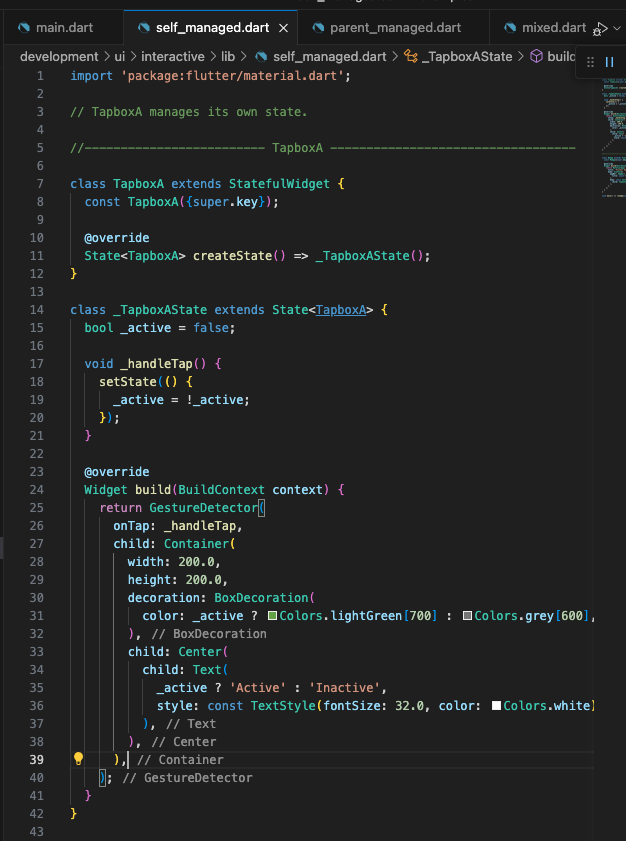 main.dart self_managed.dart parent_managed.dart mixed.dart
development > ui > interactive > lib > self_managed.dart > _TapboxAState > build
1 import 'package:flutter/material.dart';
2
3 // TapboxA manages its own state.
4
5 //------------------------- TapboxA ----------------------------------
6
7 class TapboxA extends StatefulWidget {
8 const TapboxA({super.key});
9
10 @override
11 State<TapboxA> createState() => _TapboxAState();
12 }
13
14 class _TapboxAState extends State<TapboxA> {
15 bool _active = false;
16
17 void _handleTap() {
18 setState(() {
19 _active = !_active;
20 });
21 }
22
23 @override
24 Widget build(BuildContext context) {
25 return GestureDetector(
26 onTap: _handleTap,
27 child: Container(
28 width: 200.0,
29 height: 200.0,
30 decoration: BoxDecoration(
31 color: _active ? Colors.lightGreen[700] : Colors.grey[600],
32 ), // BoxDecoration
33 child: Center(
34 child: Text(
35 _active ? 'Active' : 'Inactive',
36 style: const TextStyle(fontSize: 32.0, color: Colors.white)
37 ), // Text
38 ), // Center
39 ), // Container
40 ); // GestureDetector
41 }
42 }
43